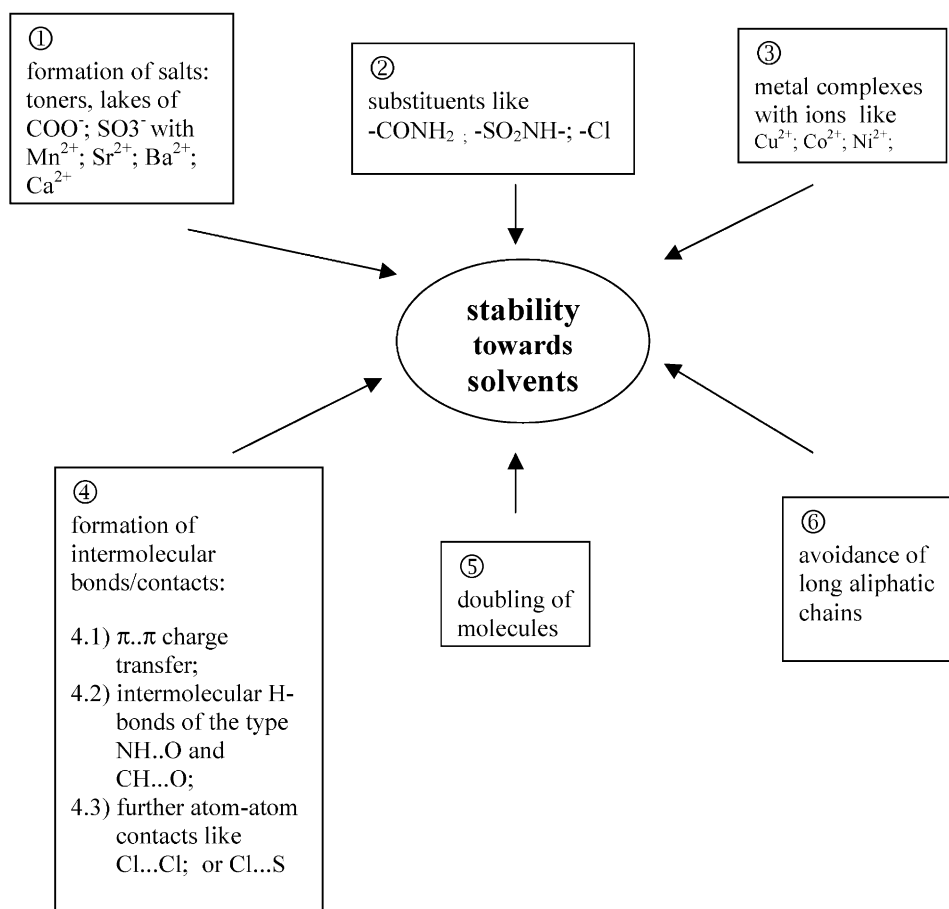 ①
formation of salts:
toners, lakes of
COO⁻; SO3⁻ with
Mn²⁺; Sr²⁺; Ba²⁺;
Ca²⁺
②
substituents like
-CONH₂ ; -SO₂NH-; -Cl
③
metal complexes
with ions like
Cu²⁺; Co²⁺; Ni²⁺;
stability
towards
solvents
④
formation of
intermolecular
bonds/contacts:
4.1) π..π charge
transfer;
4.2) intermolecular H-
bonds of the type
NH..O and
CH...O;
4.3) further atom-atom
contacts like
Cl...Cl; or Cl...S
⑤
doubling of
molecules
⑥
avoidance of
long aliphatic
chains